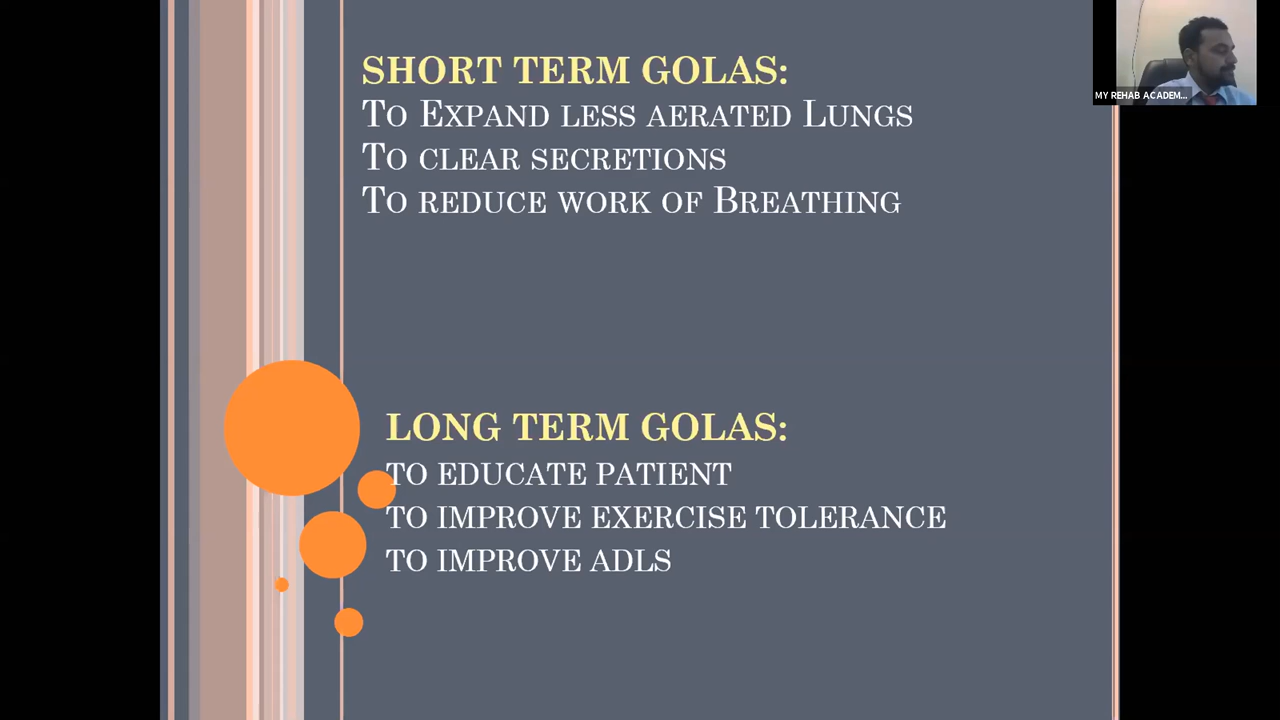 SHORT TERM GOLAS:
TO EXPAND LESS AERATED LUNGS
TO CLEAR SECRETIONS
TO REDUCE WORK OF BREATHING
LONG TERM GOLAS:
TO EDUCATE PATIENT
TO IMPROVE EXERCISE TOLERANCE
TO IMPROVE ADLS
MY REHAB ACADEM...